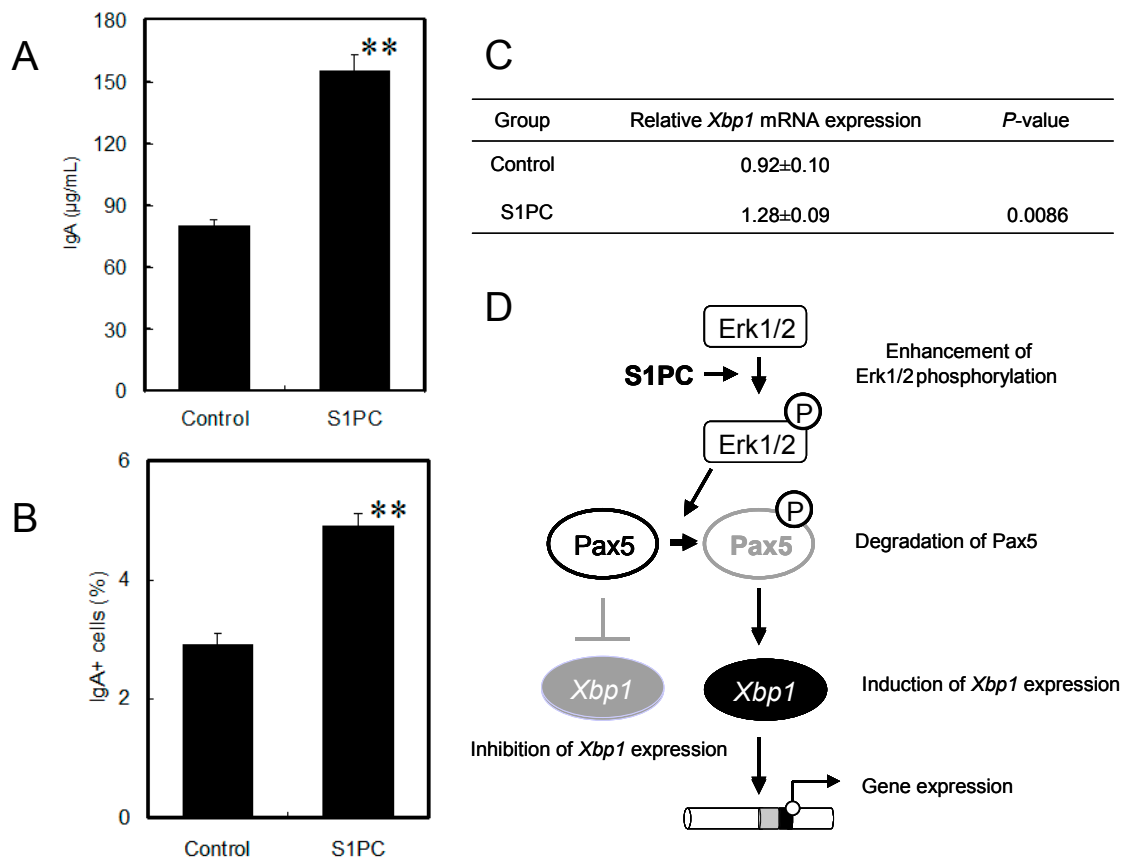 A
180
150
120
90
60
30
0
IgA (μg/mL)
**
Control S1PC
B
6
4
2
0
IgA+ cells (%)
**
Control S1PC
C
Group Relative Xbp1 mRNA expression P-value
Control 0.92±0.10
S1PC 1.28±0.09 0.0086
D
Erk1/2
S1PC
Enhancement of
Erk1/2 phosphorylation
P
Erk1/2
Pax5
P
Pax5
Degradation of Pax5
Xbp1
Xbp1
Induction of Xbp1 expression
Inhibition of Xbp1 expression
Gene expression